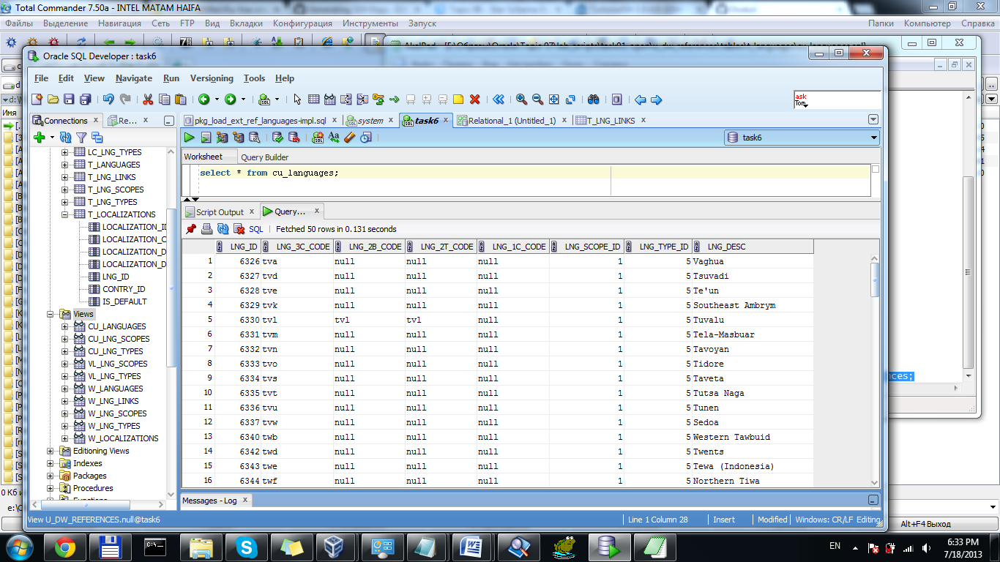 Total Commander 7.50a - INTEL MATAM HAIFA
Файлы Выделение Навигация Сеть FTP Вид Вкладки Конфигурация Инструменты Запуск Папки Компьютер Справка
Oracle SQL Developer : task6
File Edit View Navigate Run Versioning Tools Help
ask
Tom
Connections Re...
pkg_load_ext_ref_languages-impl.sql system task6 Relational_1 (Untitled_1) T_LNG_LINKS
task6
Имя
LC_LNG_TYPES
T_LANGUAGES
T_LNG_LINKS
T_LNG_SCOPES
T_LNG_TYPES
T_LOCALIZATIONS
LOCALIZATION_ID
LOCALIZATION_C
LOCALIZATION_D
LOCALIZATION_D
LNG_ID
CONTRY_ID
IS_DEFAULT
Views
CU_LANGUAGES
CU_LNG_SCOPES
CU_LNG_TYPES
VL_LNG_SCOPES
VL_LNG_TYPES
W_LANGUAGES
W_LNG_LINKS
W_LNG_SCOPES
W_LNG_TYPES
W_LOCALIZATIONS
Editioning Views
Indexes
Packages
Procedures
Functions
Worksheet Query Builder
select * from cu_languages;
Script Output Query...
SQL Fetched 50 rows in 0.131 seconds
LNG_ID LNG_3C_CODE LNG_2B_CODE LNG_2T_CODE LNG_1C_CODE LNG_SCOPE_ID LNG_TYPE_ID LNG_DESC
1 6326 tva null null null 1 5 Vaghua
2 6327 tvd null null null 1 5 Tsuvadi
3 6328 tve null null null 1 5 Te'un
4 6329 tvk null null null 1 5 Southeast Ambrym
5 6330 tvl tvl tvl null 1 5 Tuvalu
6 6331 tvm null null null 1 5 Tela-Masbuar
7 6332 tvn null null null 1 5 Tavoyan
8 6333 tvo null null null 1 5 Tidore
9 6334 tvs null null null 1 5 Taveta
10 6335 tvt null null null 1 5 Tutsa Naga
11 6336 tvu null null null 1 5 Tunen
12 6337 tvw null null null 1 5 Sedoa
13 6340 twb null null null 1 5 Western Tawbuid
14 6342 twd null null null 1 5 Twents
15 6343 twe null null null 1 5 Tewa (Indonesia)
16 6344 twf null null null 1 5 Northern Tiwa
nces;
Messages - Log
View U_DW_REFERENCES.null@task6 Line 1 Column 28 Insert Modified Windows: CR/LF Editing
Alt+F4 Выход
EN
6:33 PM
7/18/2013